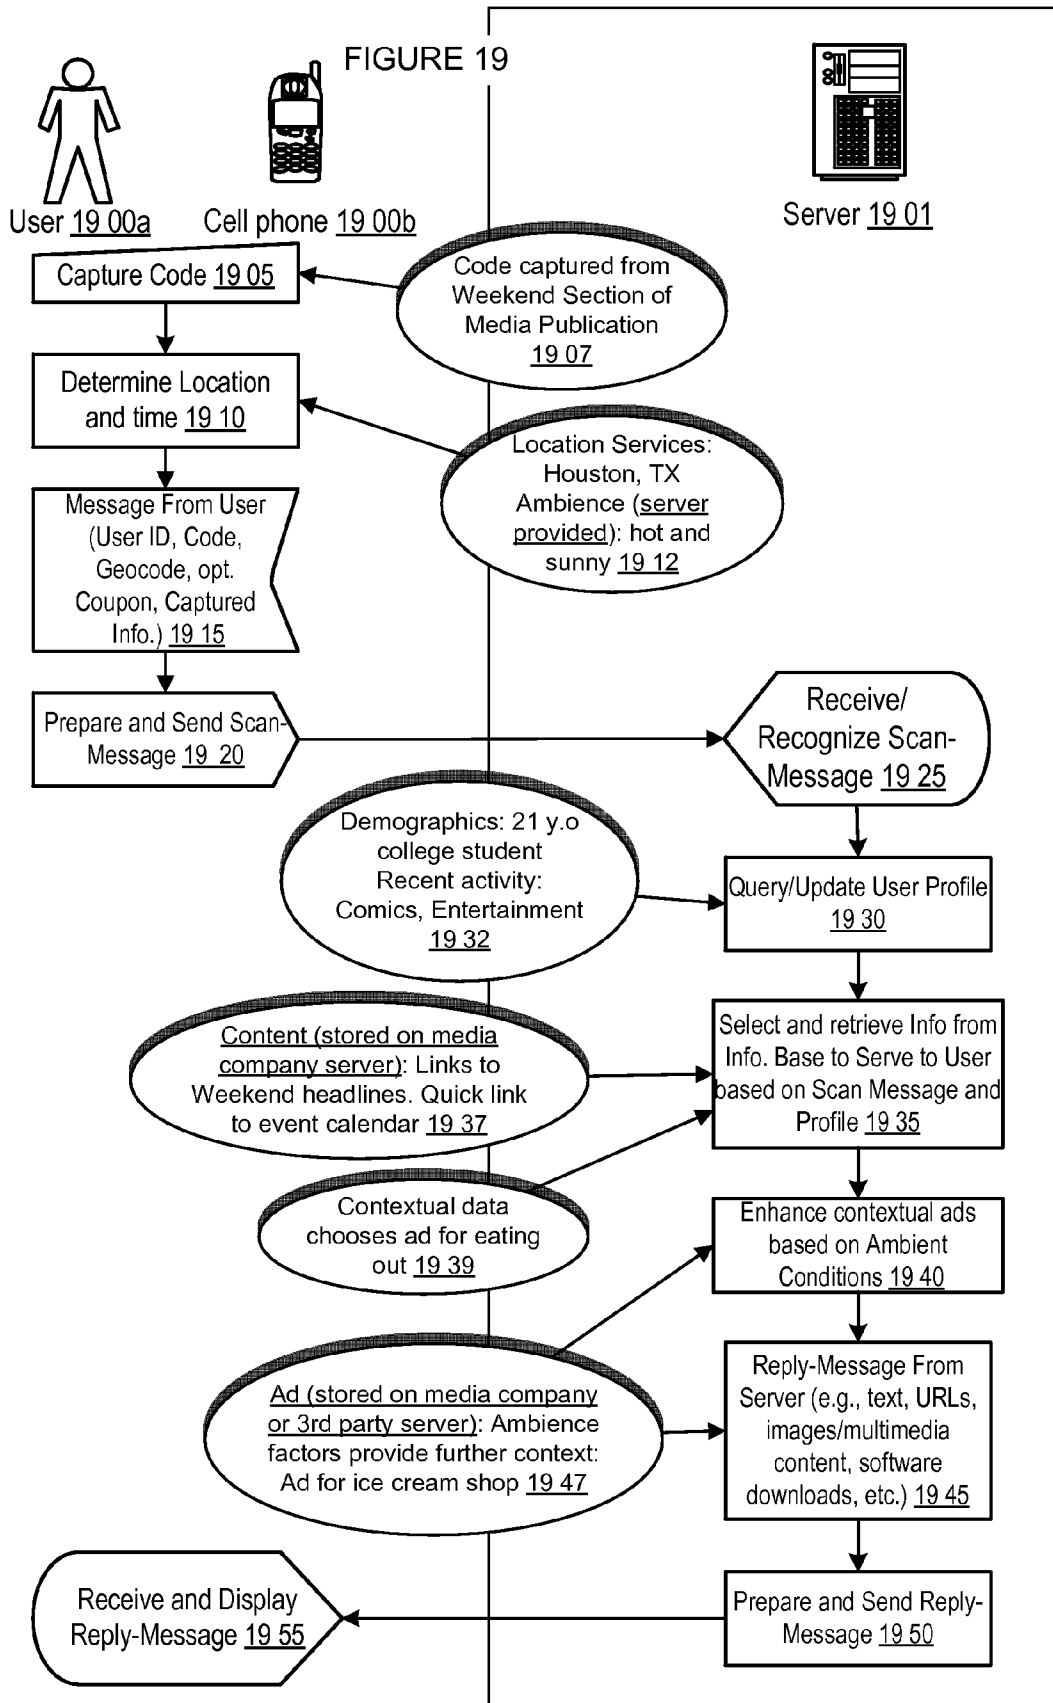 FIGURE 19
User 19 00a
Cell phone 19 00b
Server 19 01
Capture Code 19 05
Code captured from
Weekend Section of
Media Publication
19 07
Determine Location
and time 19 10
Location Services:
Houston, TX
Ambience (server
provided): hot and
sunny 19 12
Message From User
(User ID, Code,
Geocode, opt.
Coupon, Captured
Info.) 19 15
Prepare and Send Scan-
Message 19 20
Receive/
Recognize Scan-
Message 19 25
Demographics: 21 y.o
college student
Recent activity:
Comics, Entertainment
19 32
Query/Update User Profile
19 30
Content (stored on media
company server): Links to
Weekend headlines. Quick link
to event calendar 19 37
Select and retrieve Info from
Info. Base to Serve to User
based on Scan Message and
Profile 19 35
Contextual data
chooses ad for eating
out 19 39
Enhance contextual ads
based on Ambient
Conditions 19 40
Ad (stored on media company
or 3rd party server): Ambience
factors provide further context:
Ad for ice cream shop 19 47
Reply-Message From
Server (e.g., text, URLs,
images/multimedia
content, software
downloads, etc.) 19 45
Receive and Display
Reply-Message 19 55
Prepare and Send Reply-
Message 19 50